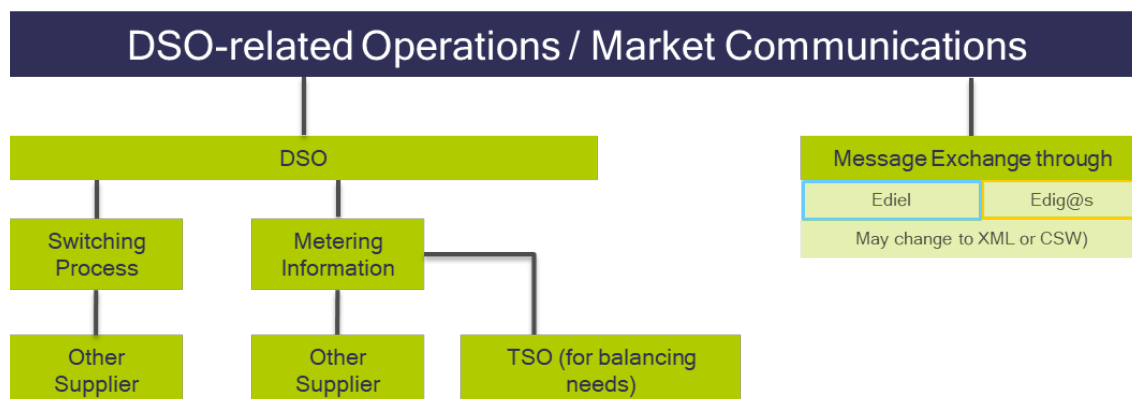 DSO-related Operations / Market Communications
DSO
Message Exchange through
Ediel
Edig@s
May change to XML or CSW)
Switching
Process
Metering
Information
Other
Supplier
Other
Supplier
TSO (for balancing
needs)